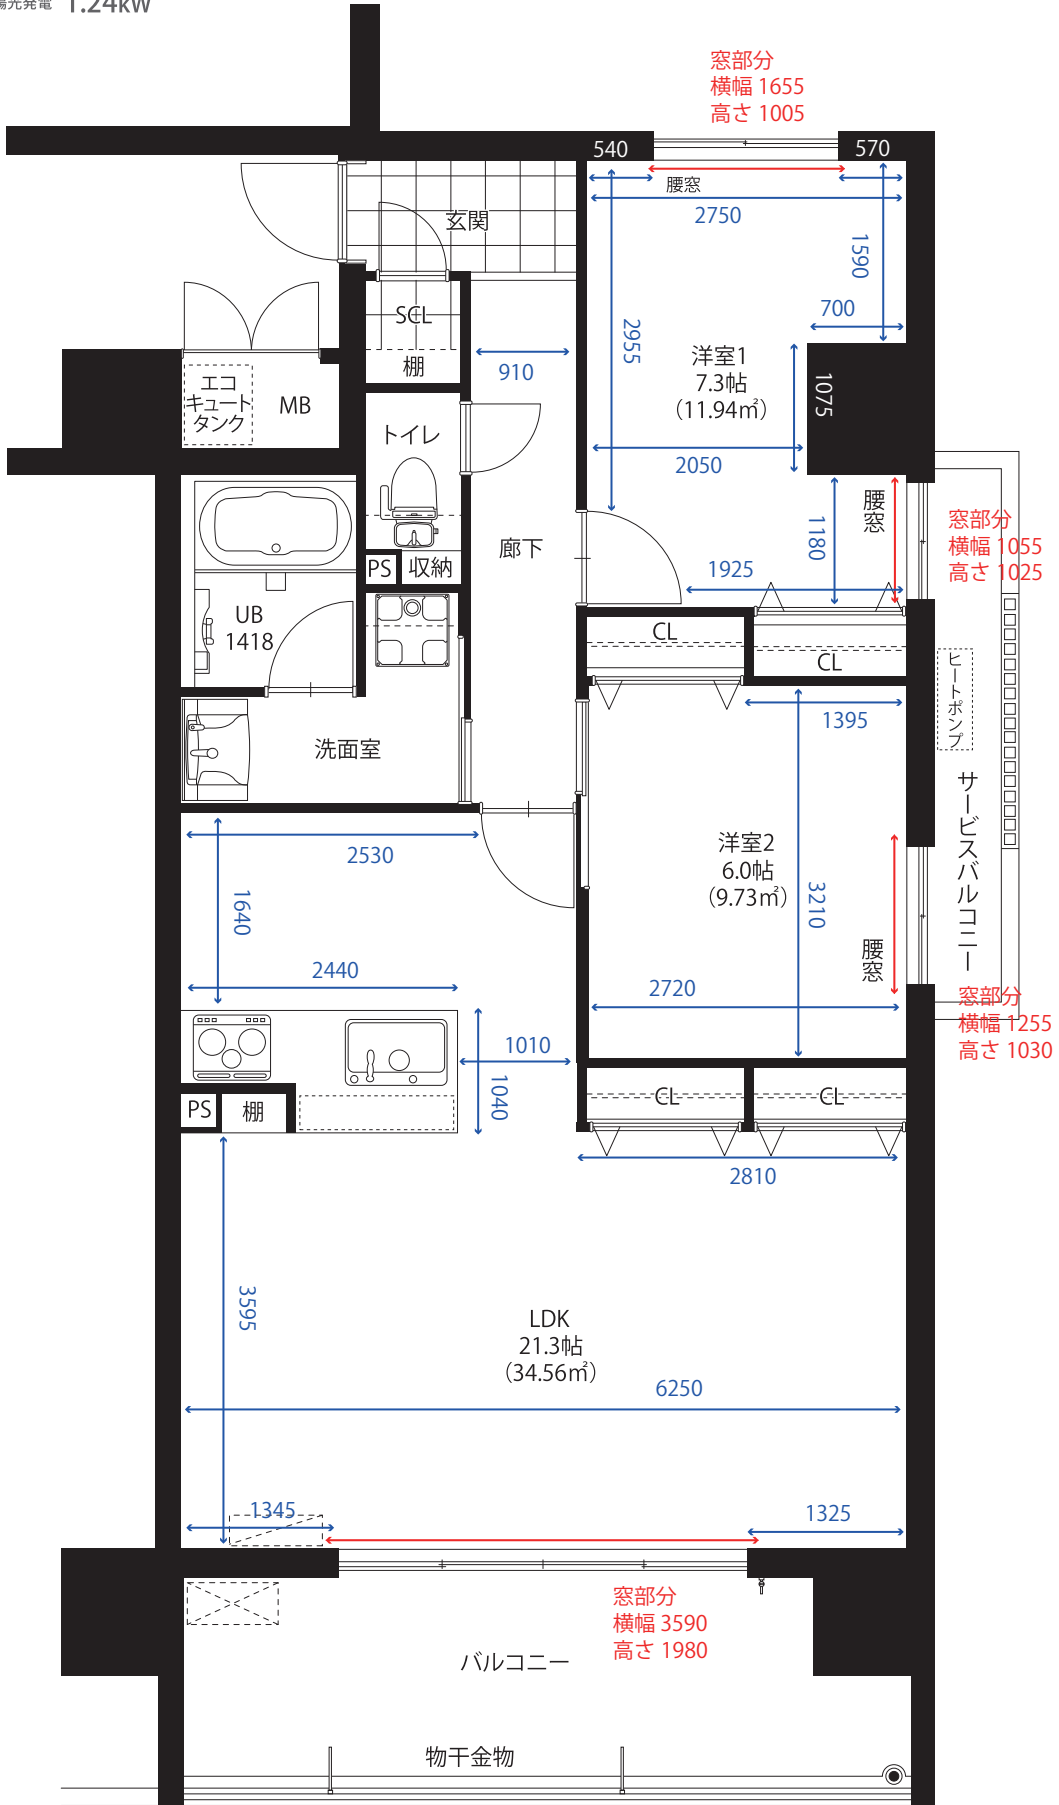 陽光発電 1.24kW
窓部分
横幅 1655
高さ 1005
540
570
腰窓
2750
玄関
1590
700
SCL
棚
910
2955
洋室1
7.3帖
(11.94㎡)
1075
エコ
キュート
タンク
MB
トイレ
2050
腰窓
窓部分
横幅 1055
高さ 1025
1180
廊下
PS
収納
1925
UB
1418
CL
CL
ヒートポンプ
1395
洗面室
サービスバルコニー
2530
洋室2
6.0帖
(9.73㎡)
3210
1640
腰窓
2440
2720
窓部分
横幅 1255
高さ 1030
1010
1040
PS
棚
CL
CL
2810
3595
LDK
21.3帖
(34.56㎡)
6250
1345
1325
窓部分
横幅 3590
高さ 1980
バルコニー
物干金物